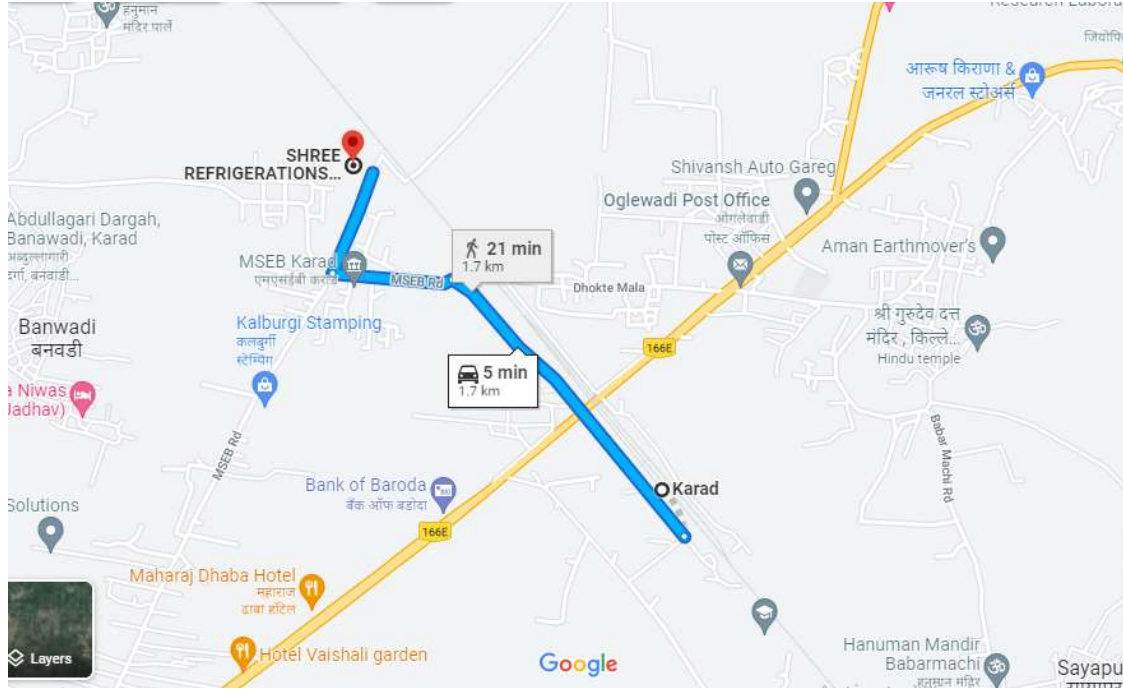 हनुमान
मंदिर पार्ले
जियोफि
आरूष किराणा &
जनरल स्टोअर्स
SHREE
REFRIGERATIONS...
Shivansh Auto Gareg
Oglewadi Post Office
ओगलेवाडी
पोस्ट ऑफिस
Abdullagari Dargah,
Banawadi, Karad
अब्दुल्लागारी
दर्गा, बनवाडी...
21 min
1.7 km
Aman Earthmover's
MSEB Karad
एमएसईबी कराड
MSEB Rd
Dhokte Mala
श्री गुरुदेव दत्त
मंदिर , किल्ले...
Hindu temple
Banwadi
बनवडी
Kalburgi Stamping
कलबुर्गी
स्टॅम्पिंग
166E
5 min
1.7 km
a Niwas
Jadhav)
MSEB Rd
Babar Machi Rd
Bank of Baroda
बँक ऑफ बडोदा
Karad
Solutions
166E
Maharaj Dhaba Hotel
महाराज
ढाबा हॉटेल
Layers
Hotel Vaishali garden
Google
Hanuman Mandir
Babarmachi
हनुमान मंदिर
Sayapu